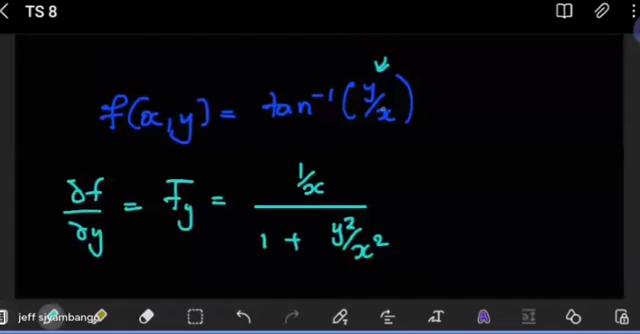 TS 8
f(x,y) = tan⁻¹ (y/x)
∂f/∂y = Fy = (1/x)/(1 + y²/x²)
jeff siyambango